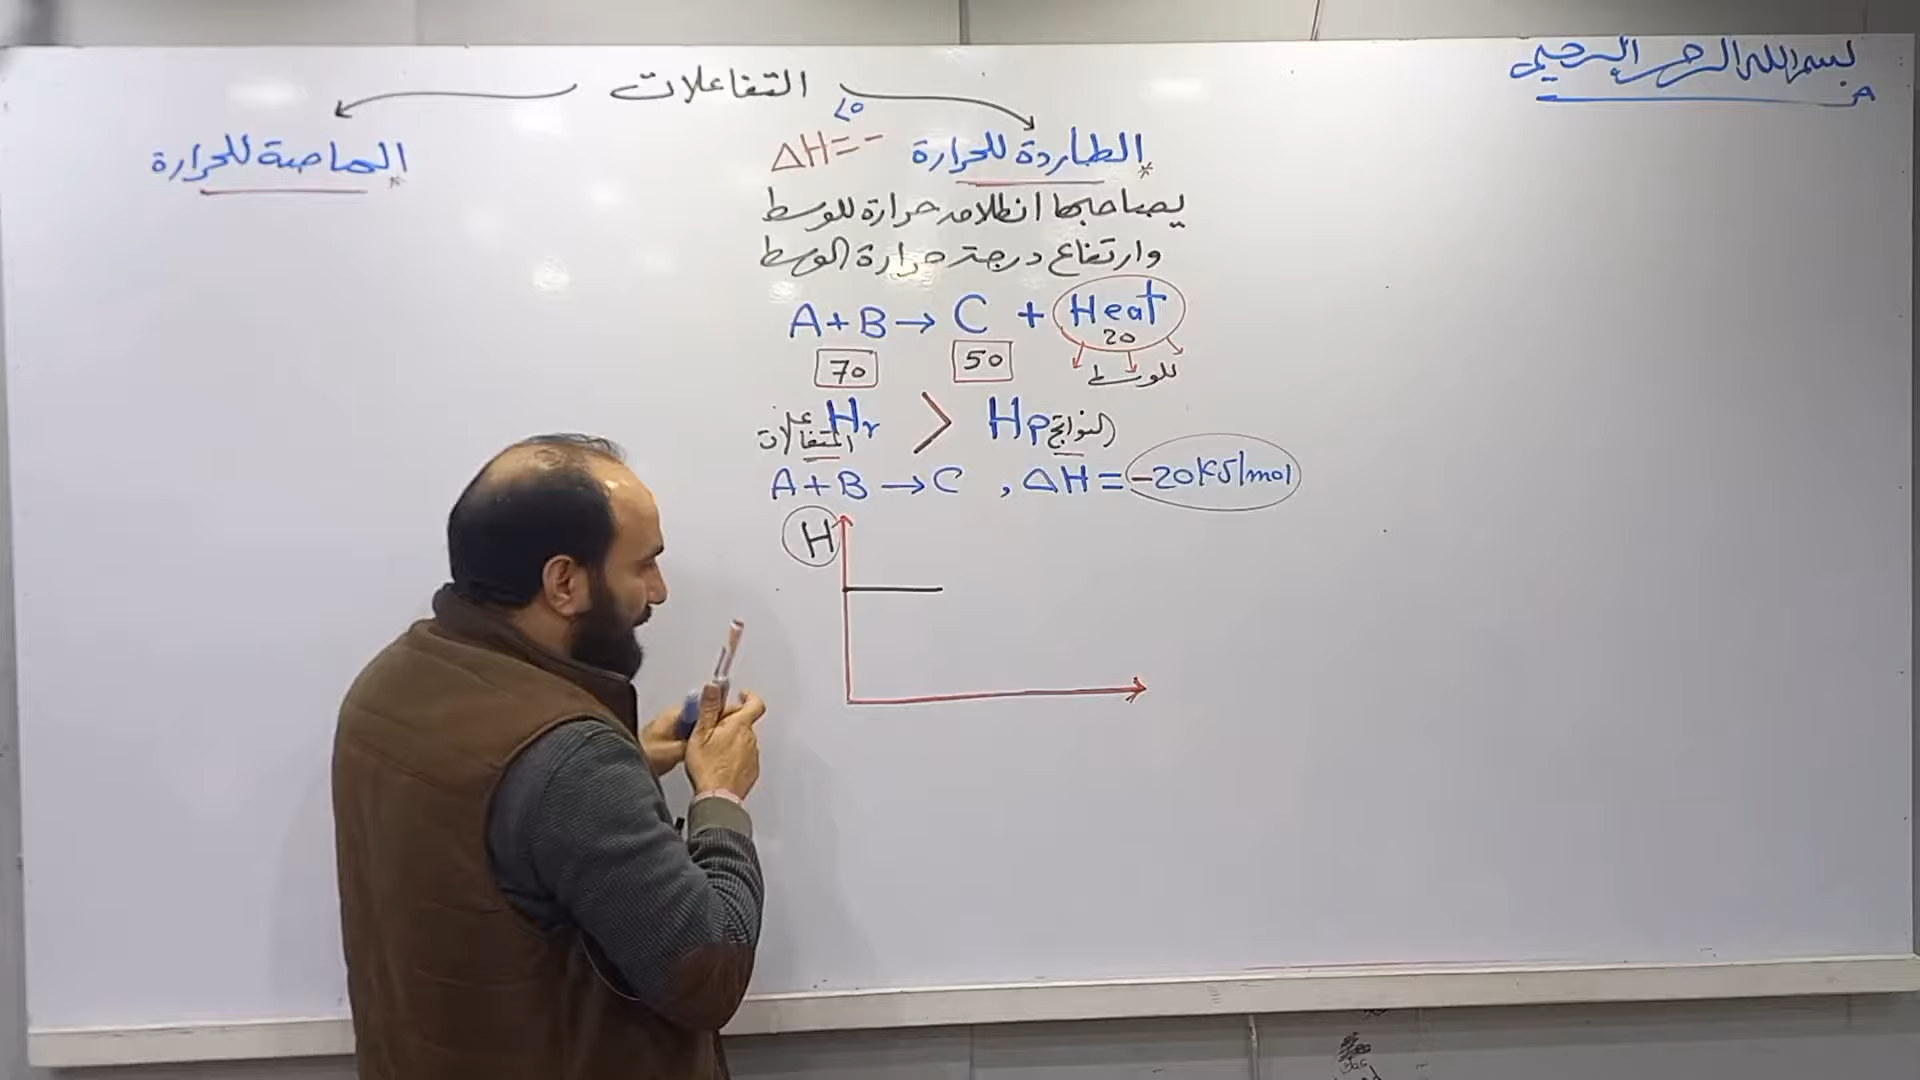 بسم الله الرحمن الرحيم
التفاعلات
<0
الطاردة للحرارة * ΔH = -
الماصة للحرارة *
يصاحبها انطلاق حرارة للوسط
وارتفاع درجة حرارة الوسط
A + B → C + Heat
20
70 50 للوسط
Hr > Hp
المتفاعلات النواتج
A + B → C , ΔH = -20 kJ/mol
H